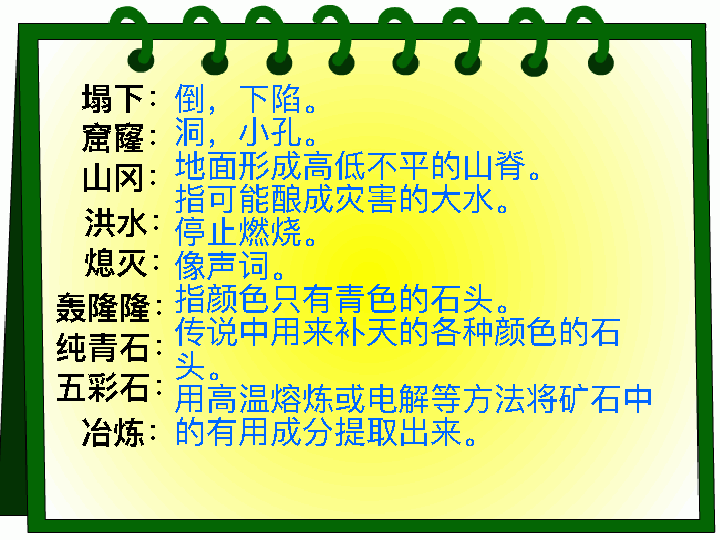 塌下：倒，下陷。
窟窿：洞，小孔。
山冈：地面形成高低不平的山脊。
洪水：指可能酿成灾害的大水。
熄灭：停止燃烧。
轰隆隆：像声词。
纯青石：指颜色只有青色的石头。
五彩石：传说中用来补天的各种颜色的石
头。
冶炼：用高温熔炼或电解等方法将矿石中
的有用成分提取出来。